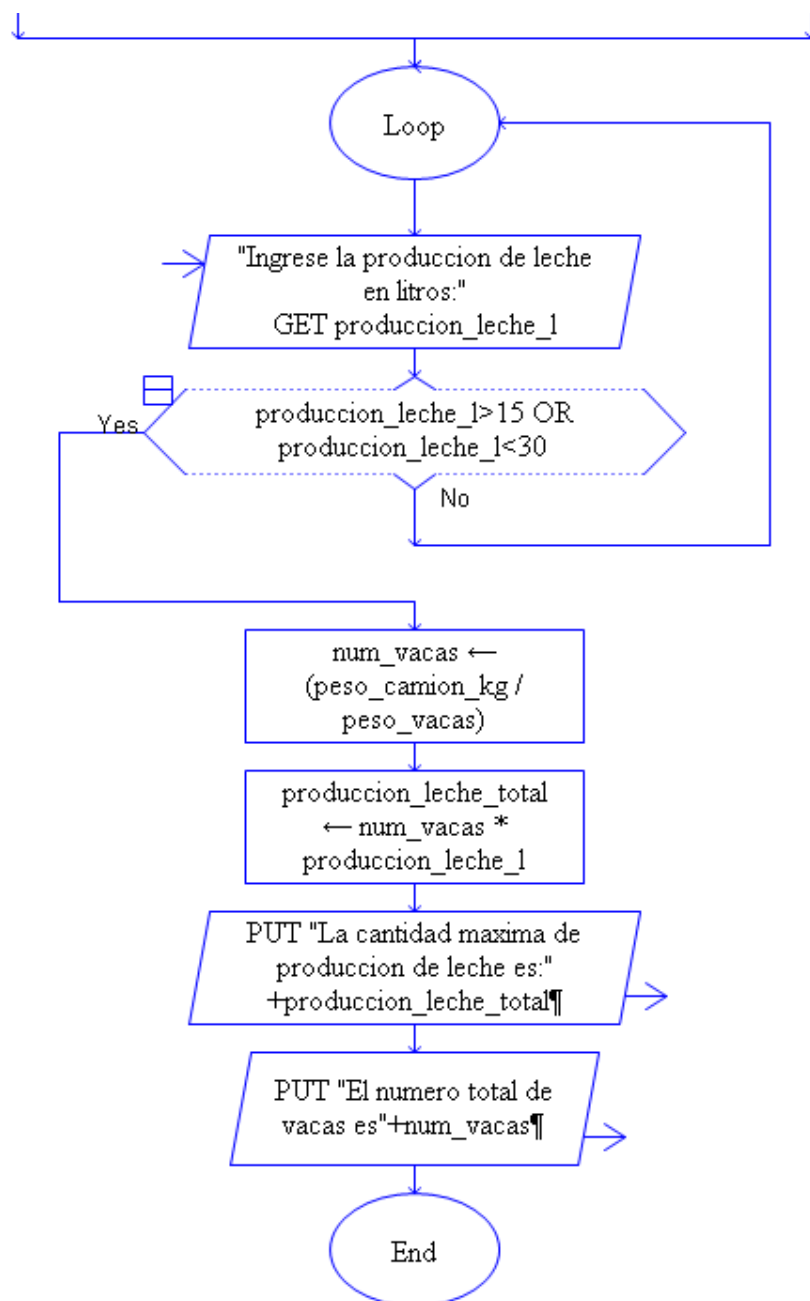 Loop
"Ingrese la produccion de leche
en litros:"
GET produccion_leche_l
Yes
produccion_leche_l>15 OR
produccion_leche_l<30
No
num_vacas ←
(peso_camion_kg /
peso_vacas)
produccion_leche_total
← num_vacas *
produccion_leche_l
PUT "La cantidad maxima de
produccion de leche es:"
+produccion_leche_total¶
PUT "El numero total de
vacas es"+num_vacas¶
End